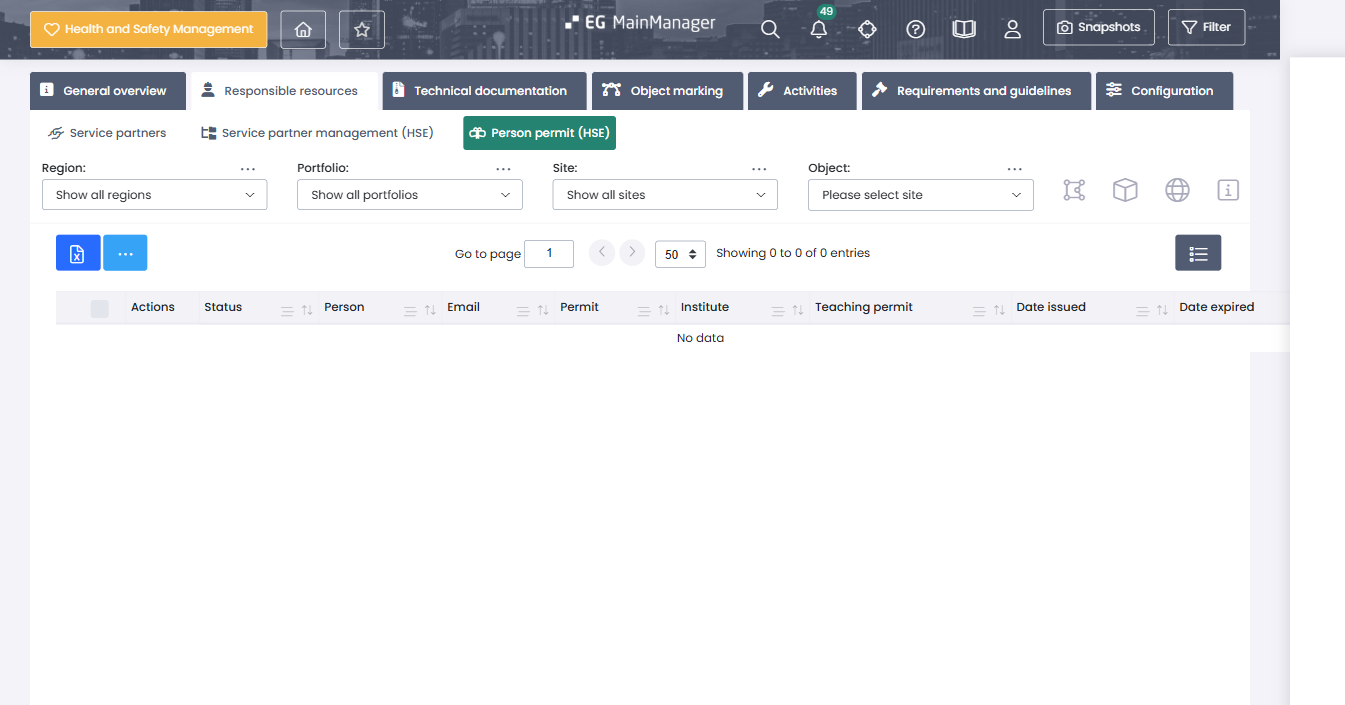 Health and Safety Management
EG MainManager
49
Snapshots
Filter
General overview
Responsible resources
Technical documentation
Object marking
Activities
Requirements and guidelines
Configuration
Service partners
Service partner management (HSE)
Person permit (HSE)
Region:
Portfolio:
Site:
Object:
Show all regions
Show all portfolios
Show all sites
Please select site
Go to page
1
50
Showing 0 to 0 of 0 entries
Actions
Status
Person
Email
Permit
Institute
Teaching permit
Date issued
Date expired
No data